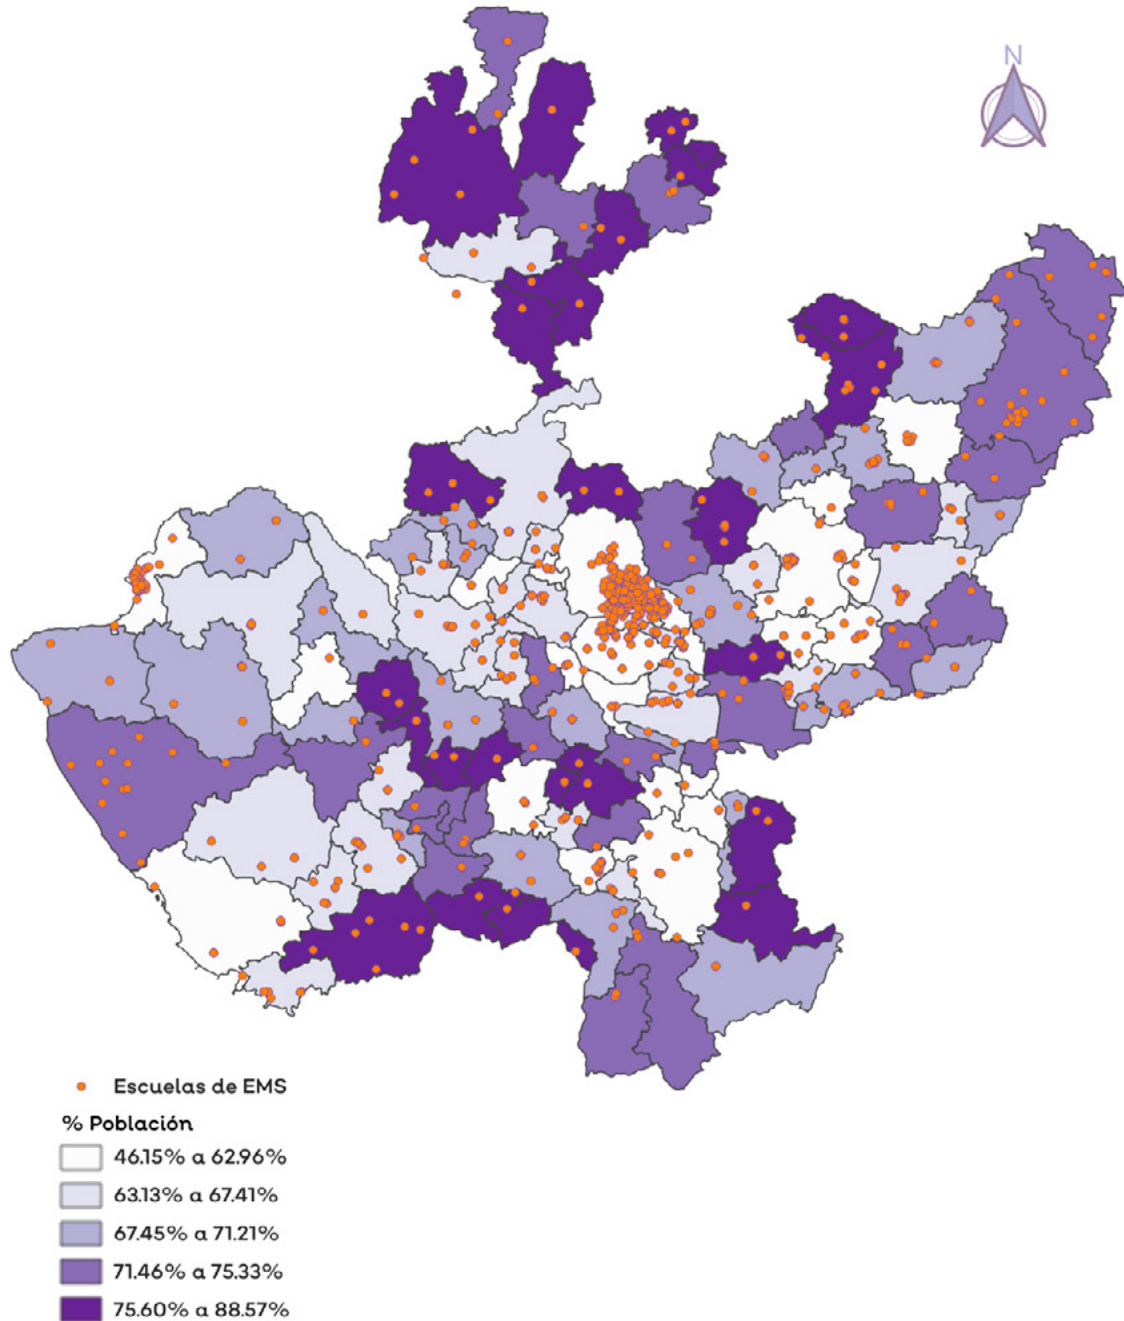 N
Escuelas de EMS
% Población
46.15% a 62.96%
63.13% a 67.41%
67.45% a 71.21%
71.46% a 75.33%
75.60% a 88.57%